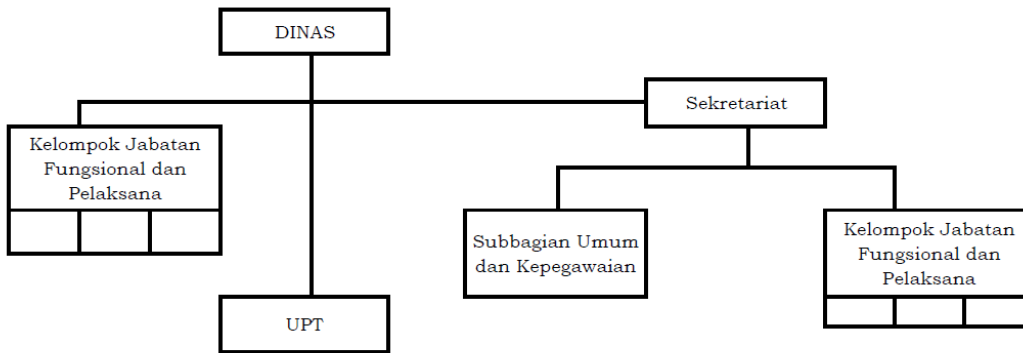 DINAS
Sekretariat
Kelompok Jabatan
Fungsional dan
Pelaksana
Subbagian Umum
dan Kepegawaian
Kelompok Jabatan
Fungsional dan
Pelaksana
UPT